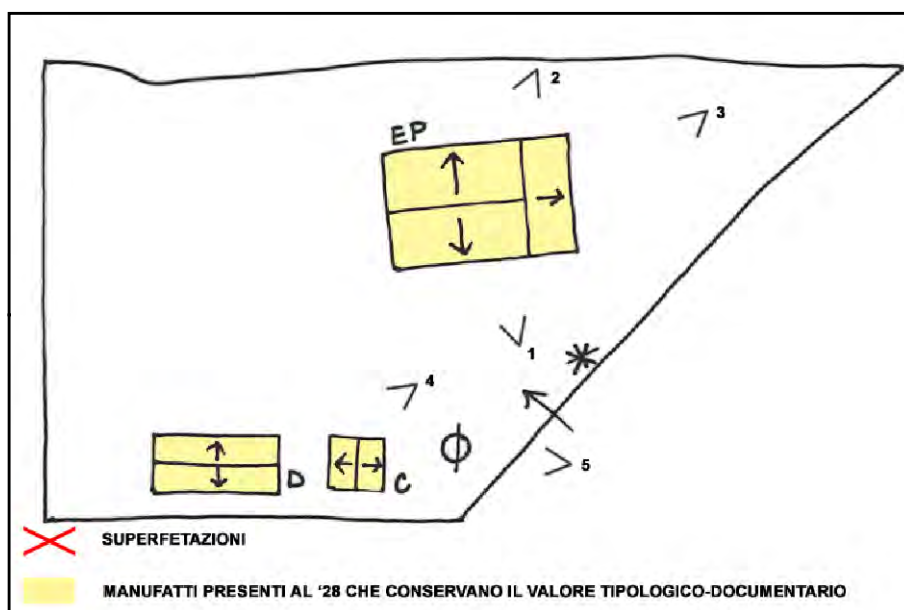 2
3
EP
1
4
5
D
C
SUPERFETAZIONI
MANUFATTI PRESENTI AL '28 CHE CONSERVANO IL VALORE TIPOLOGICO-DOCUMENTARIO